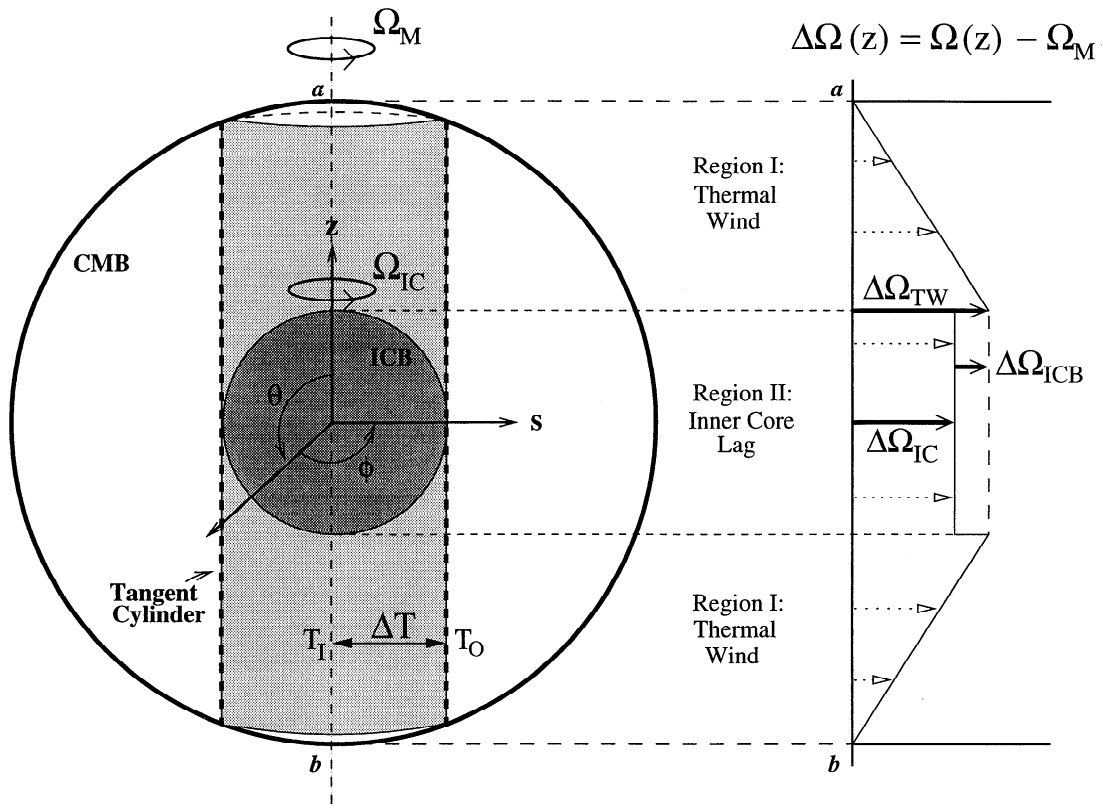 Ω_M
ΔΩ(z) = Ω(z) − Ω_M
a
a
Region I:
Thermal
Wind
z
CMB
Ω_IC
ΔΩ_TW
ICB
ΔΩ_ICB
θ
Region II:
Inner Core
Lag
s
ΔΩ_IC
ϕ
Tangent
Cylinder
Region I:
Thermal
Wind
T_I
ΔT
T_O
b
b